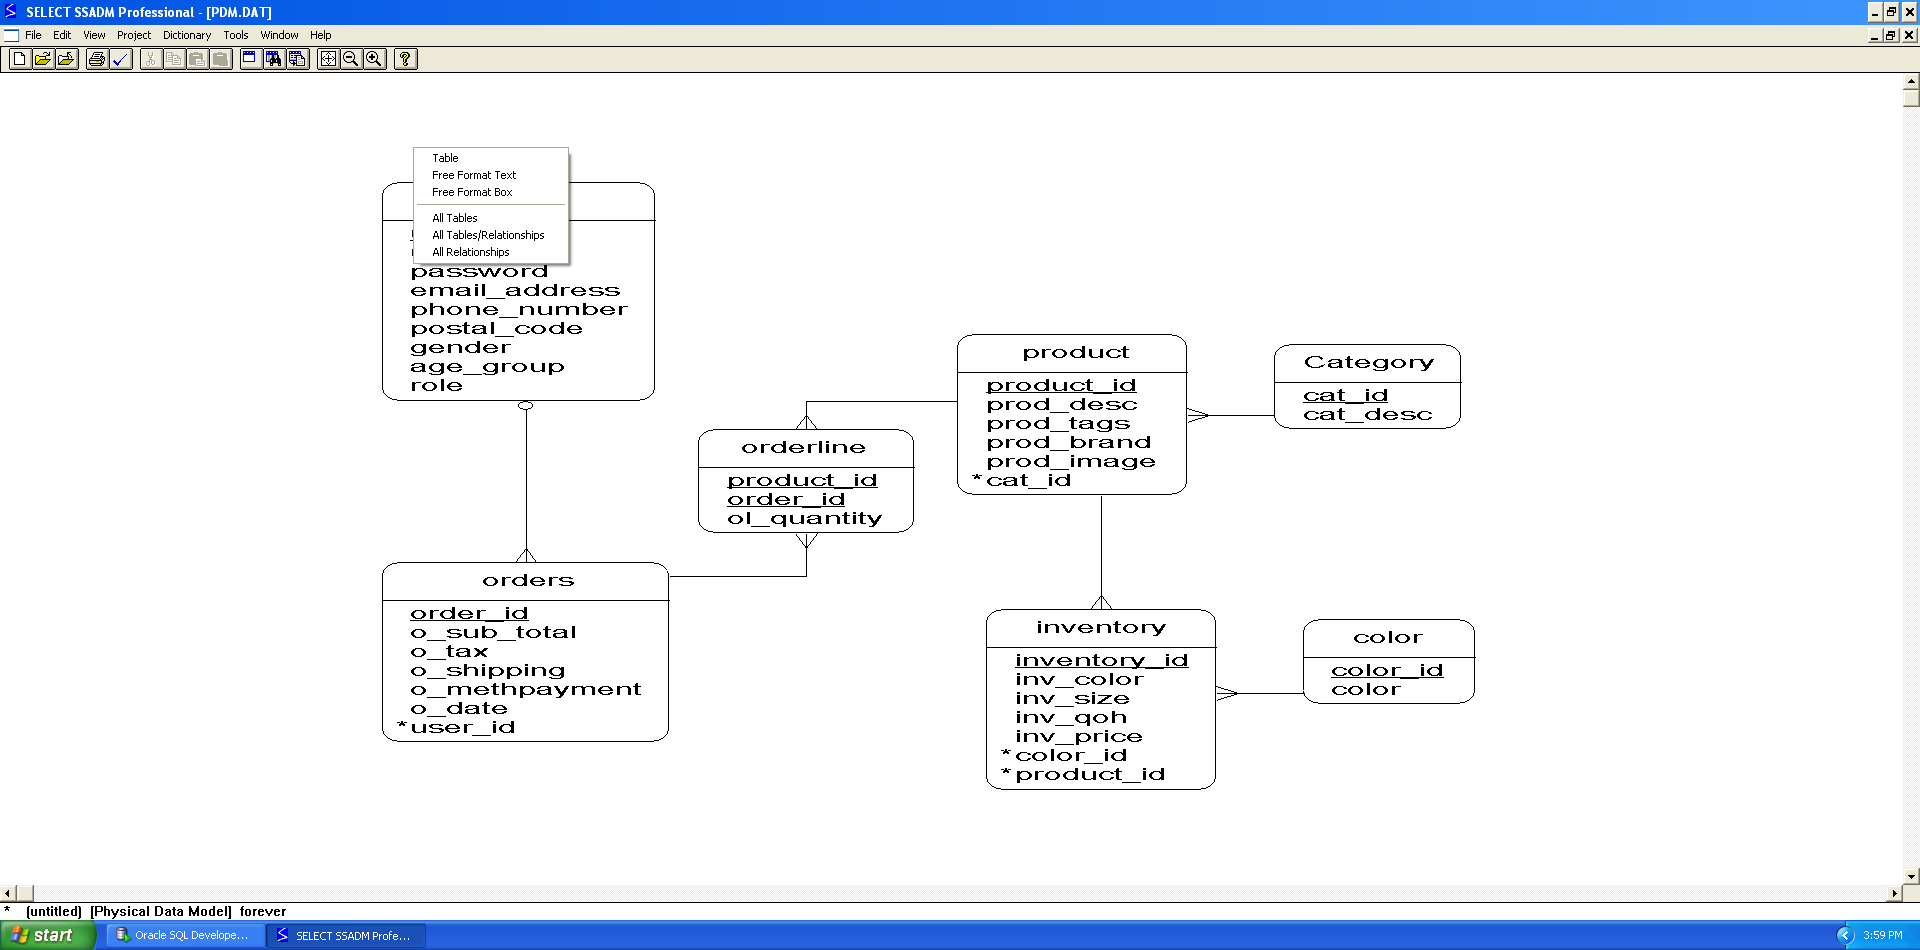 SELECT SSADM Professional - [PDM.DAT]
File Edit View Project Dictionary Tools Window Help
Table
Free Format Text
Free Format Box
All Tables
All Tables/Relationships
All Relationships
password
email_address
phone_number
postal_code
gender
age_group
role
product
product_id
prod_desc
prod_tags
prod_brand
prod_image
*cat_id
Category
cat_id
cat_desc
orderline
product_id
order_id
ol_quantity
orders
order_id
o_sub_total
o_tax
o_shipping
o_methpayment
o_date
*user_id
inventory
inventory_id
inv_color
inv_size
inv_qoh
inv_price
*color_id
*product_id
color
color_id
color
* (untitled) [Physical Data Model] forever
start Oracle SQL Develope... SELECT SSADM Profe... 3:59 PM